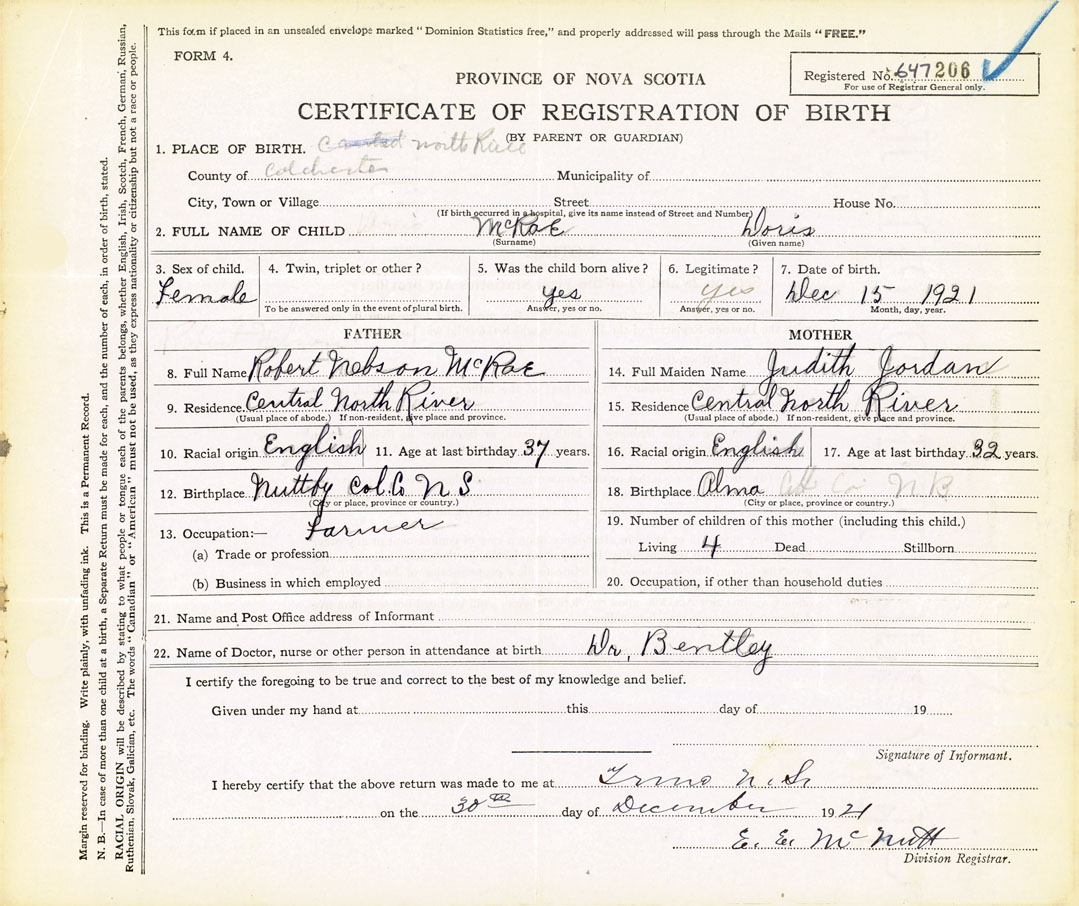 This form if placed in an unsealed envelope marked "Dominion Statistics free," and properly addressed will pass through the Mails "FREE."
FORM 4.
Registered No. 647206
For use of Registrar General only.
PROVINCE OF NOVA SCOTIA
CERTIFICATE OF REGISTRATION OF BIRTH
(BY PARENT OR GUARDIAN)
1. PLACE OF BIRTH. North River
County of Colchester Municipality of
City, Town or Village Street House No.
(If birth occurred in a hospital, give its name instead of Street and Number)
2. FULL NAME OF CHILD McRae Doris
(Surname) (Given name)
3. Sex of child. 4. Twin, triplet or other? 5. Was the child born alive? 6. Legitimate? 7. Date of birth.
Female yes yes Dec 15 1921
To be answered only in the event of plural birth. Answer, yes or no. Answer, yes or no. Month, day, year.
FATHER
8. Full Name Robert Nelson McRae
9. Residence. Central North River
(Usual place of abode.) If non-resident, give place and province.
10. Racial origin English 11. Age at last birthday 37 years.
12. Birthplace Nuttby Col. Co N S
(City or place, province or country.)
13. Occupation:— Farmer
(a) Trade or profession
(b) Business in which employed
MOTHER
14. Full Maiden Name Judith Jordan
15. Residence Central North River
(Usual place of abode.) If non-resident, give place and province.
16. Racial origin English 17. Age at last birthday 32 years.
18. Birthplace Alma Co N B
(City or place, province or country.)
19. Number of children of this mother (including this child.)
Living 4 Dead Stillborn
20. Occupation, if other than household duties
21. Name and Post Office address of Informant
22. Name of Doctor, nurse or other person in attendance at birth Dr. Bentley
I certify the foregoing to be true and correct to the best of my knowledge and belief.
Given under my hand at this day of 19
Signature of Informant.
I hereby certify that the above return was made to me at Truro N. S.
on the 30th day of December 1921
E. E. McNutt
Division Registrar.
Margin reserved for binding. Write plainly, with unfading ink. This is a Permanent Record.
N. B.—In case of more than one child at a birth, a Separate Return must be made for each, and the number of each, in order of birth, stated.
RACIAL ORIGIN will be described by stating to what people or tongue each of the parents belongs, whether English, Irish, Scotch, French, German, Russian,
Ruthenian, Slovak, Galician, etc. The words "Canadian" or "American" must not be used, as they express nationality or citizenship but not a race or people.